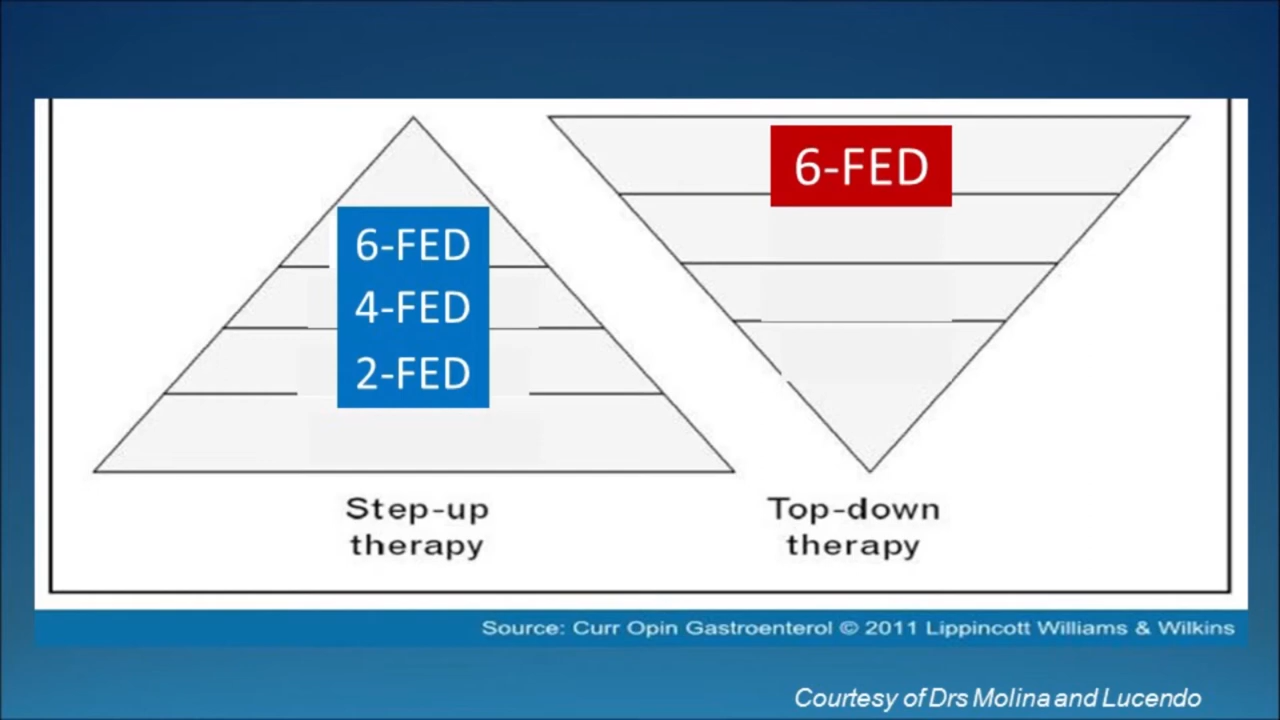 6-FED
4-FED
2-FED
6-FED
Step-up
therapy
Top-down
therapy
Source: Curr Opin Gastroenterol © 2011 Lippincott Williams & Wilkins
Courtesy of Drs Molina and Lucendo